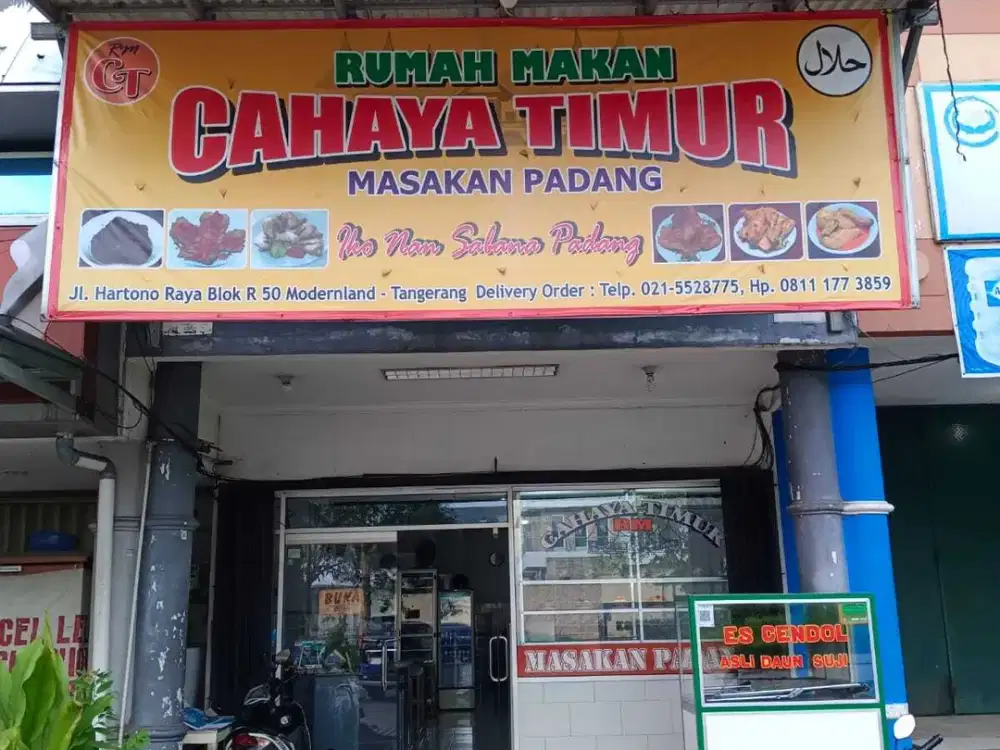 RM
CGT
RUMAH MAKAN
حلال
CAHAYA TIMUR
MASAKAN PADANG
Iko Nan Sabana Padang
Jl. Hartono Raya Blok R 50 Modernland - Tangerang Delivery Order : Telp. 021-5528775, Hp. 0811 177 3859
CAHAYA TIMUR
RM
BUKA
ES CENDOL
ASLI DAUN SUJI
MASAKAN